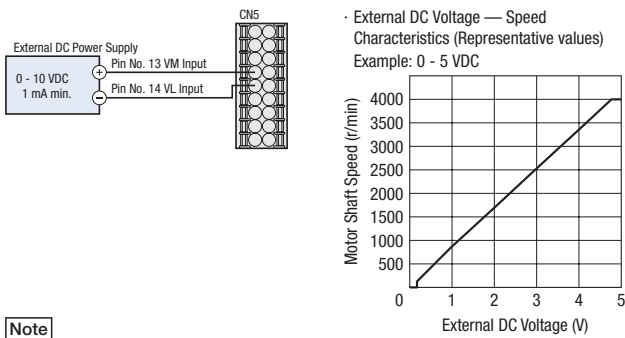 CN5
External DC Power Supply
0 - 10 VDC
1 mA min.
+
Pin No. 13 VM Input
−
Pin No. 14 VL Input
· External DC Voltage — Speed
Characteristics (Representative values)
Example: 0 - 5 VDC
Motor Shaft Speed (r/min)
4000
3500
3000
2500
2000
1500
1000
500
0 1 2 3 4 5
External DC Voltage (V)
Note